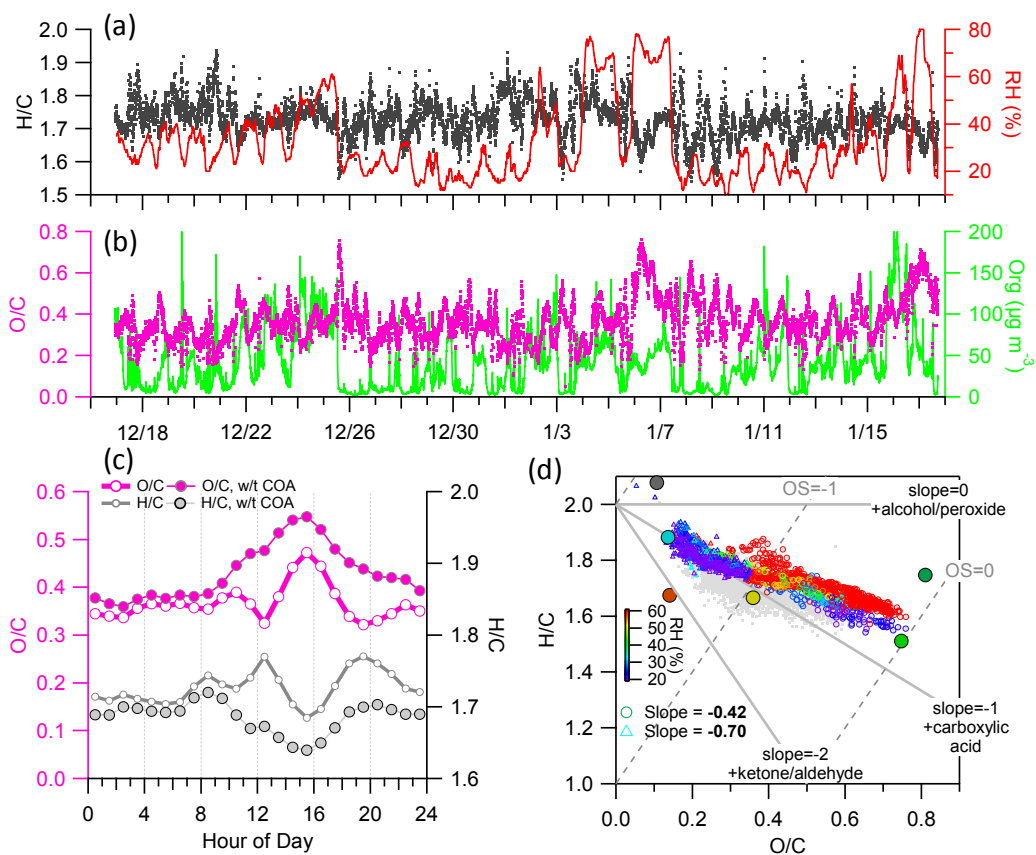 (a)
2.0
1.9
1.8
1.7
1.6
1.5
H/C
80
60
40
20
RH (%)
(b)
0.8
0.6
0.4
0.2
0.0
O/C
200
150
100
50
0
Org (µg m⁻³)
12/18
12/22
12/26
12/30
1/3
1/7
1/11
1/15
(c)
O/C
O/C, w/t COA
H/C
H/C, w/t COA
0.6
0.5
0.4
0.3
0.2
0.1
0.0
O/C
2.0
1.9
1.8
1.7
1.6
H/C
0
4
8
12
16
20
24
Hour of Day
(d)
OS=-1
slope=0
+alcohol/peroxide
OS=0
2.0
1.8
1.6
1.4
1.2
1.0
H/C
60
50
40
30
20
RH (%)
Slope = -0.42
Slope = -0.70
slope=-1
+carboxylic
acid
slope=-2
+ketone/aldehyde
0.0
0.2
0.4
0.6
0.8
O/C